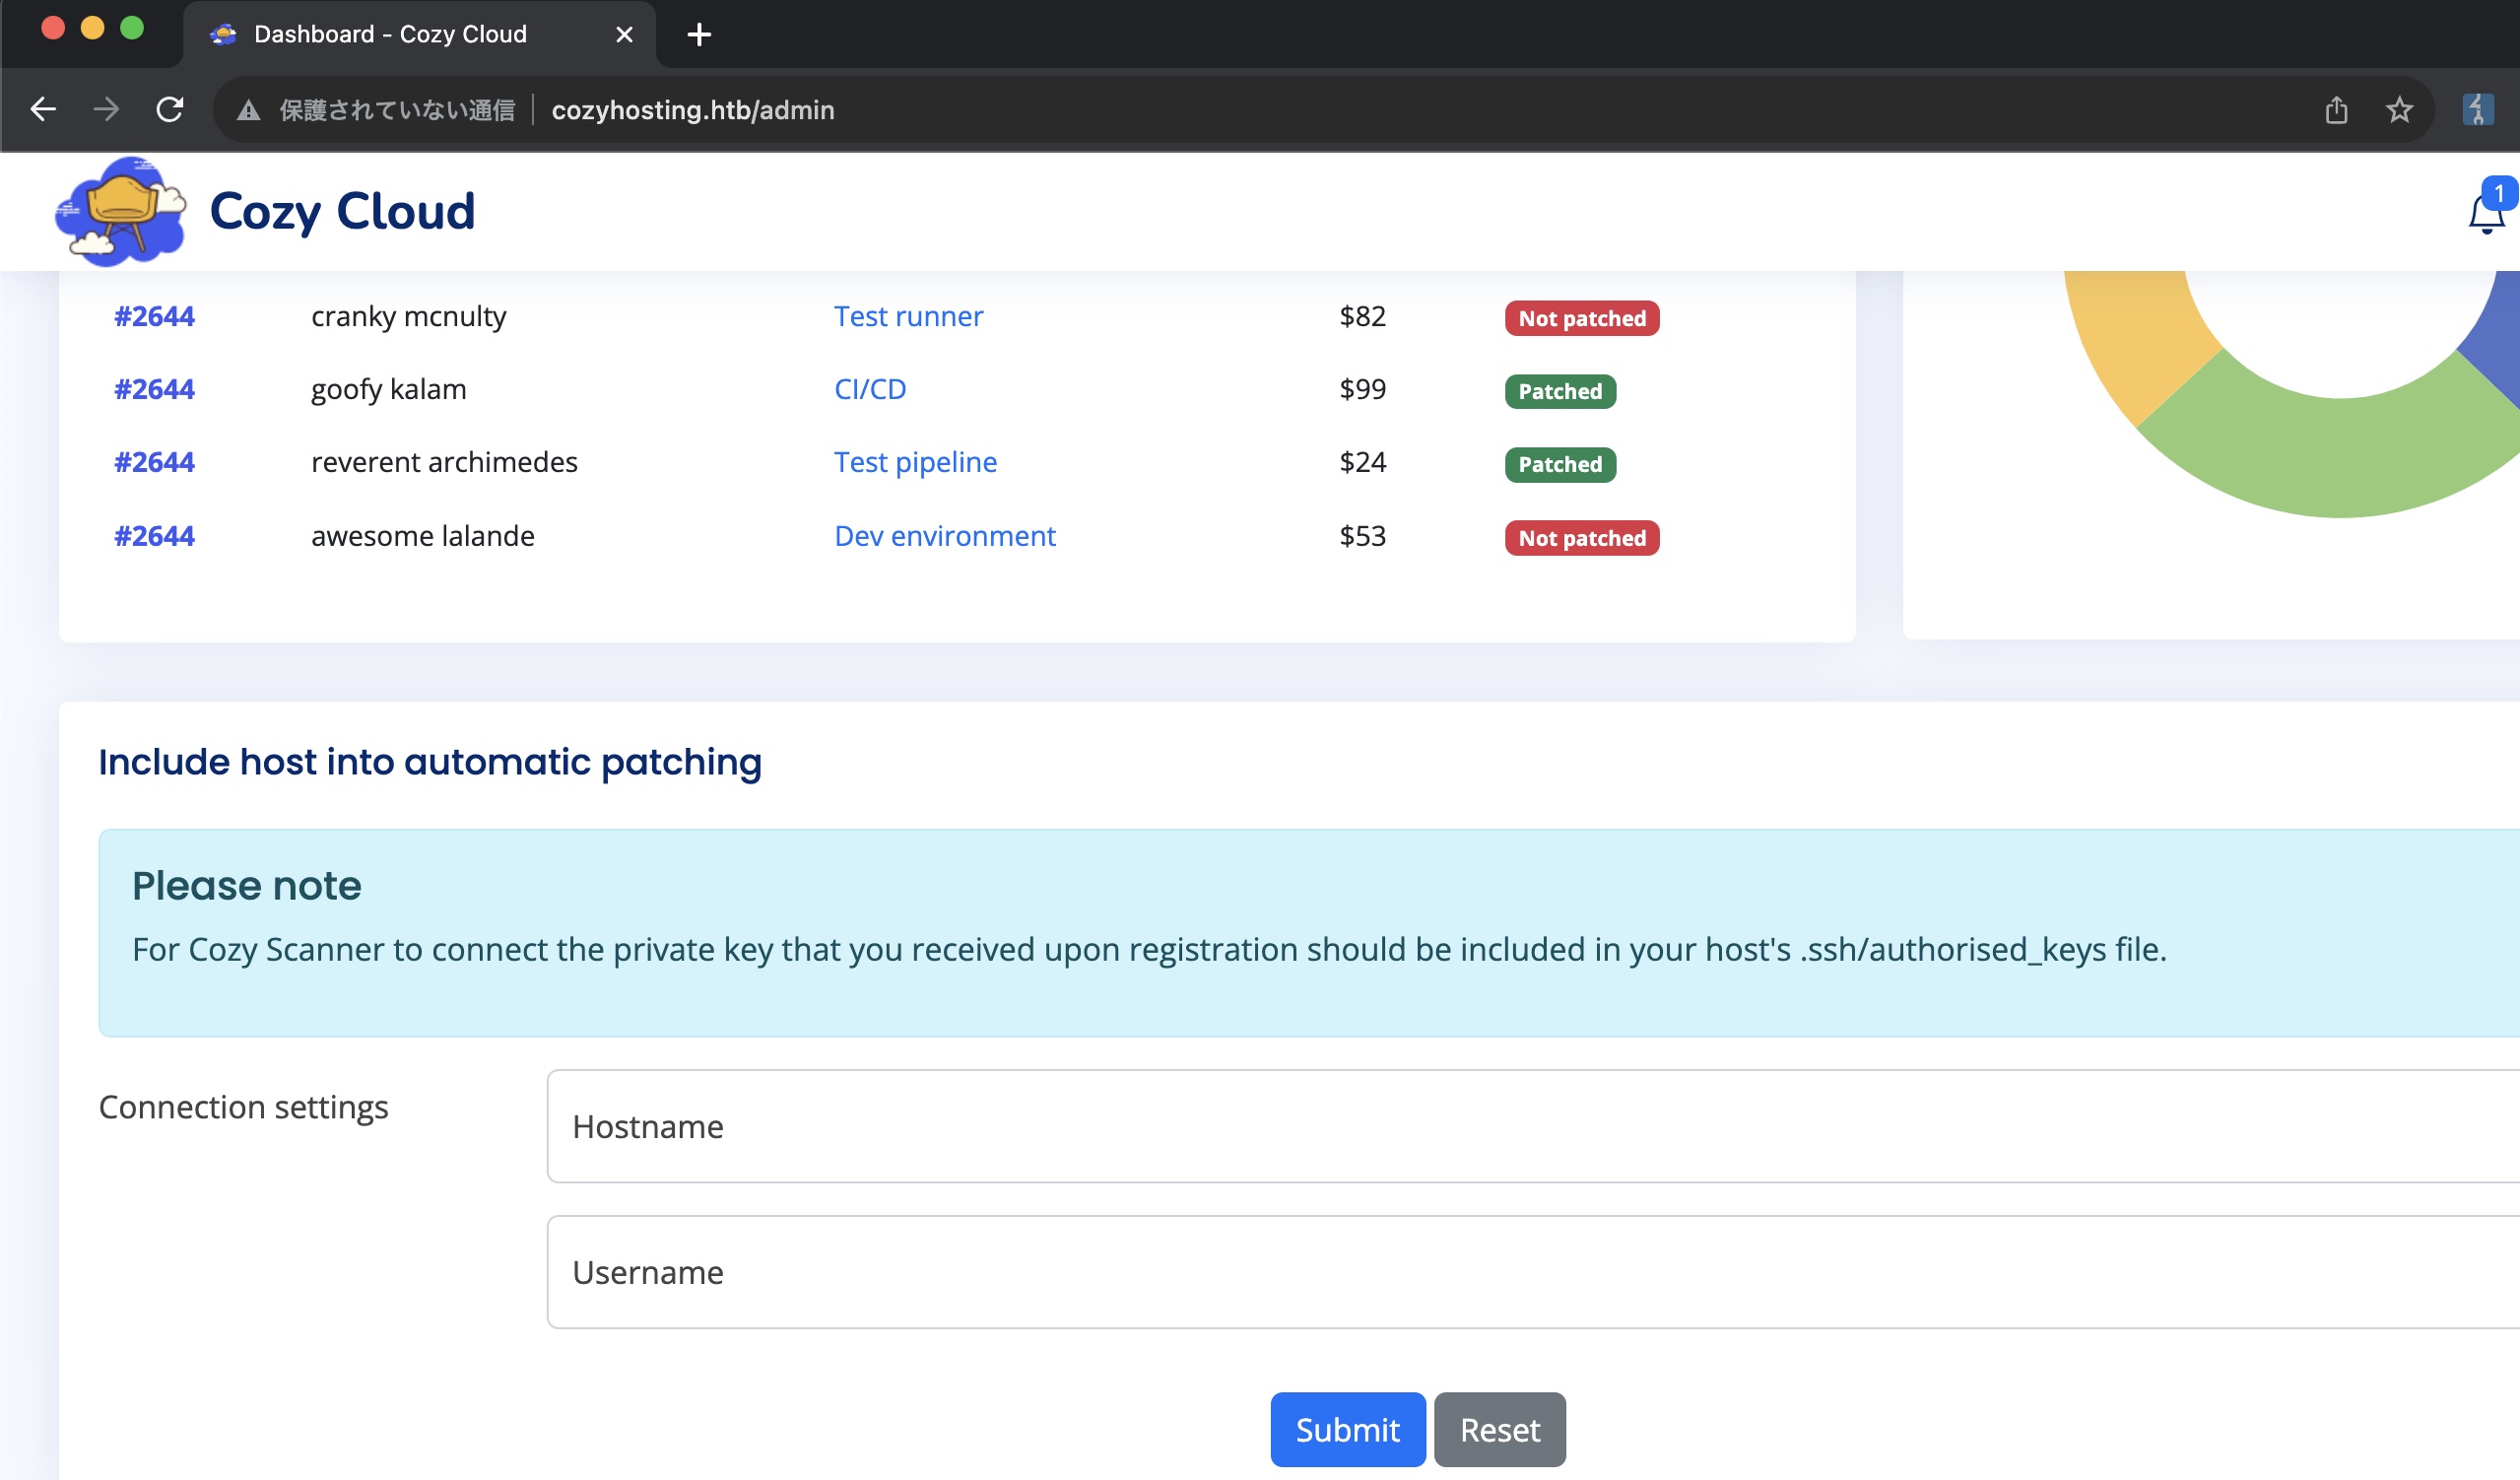 Dashboard - Cozy Cloud
保護されていない通信 cozyhosting.htb/admin
Cozy Cloud
1
#2644 cranky mcnulty Test runner $82 Not patched
#2644 goofy kalam CI/CD $99 Patched
#2644 reverent archimedes Test pipeline $24 Patched
#2644 awesome lalande Dev environment $53 Not patched
Include host into automatic patching
Please note
For Cozy Scanner to connect the private key that you received upon registration should be included in your host's .ssh/authorised_keys file.
Connection settings
Hostname
Username
Submit Reset